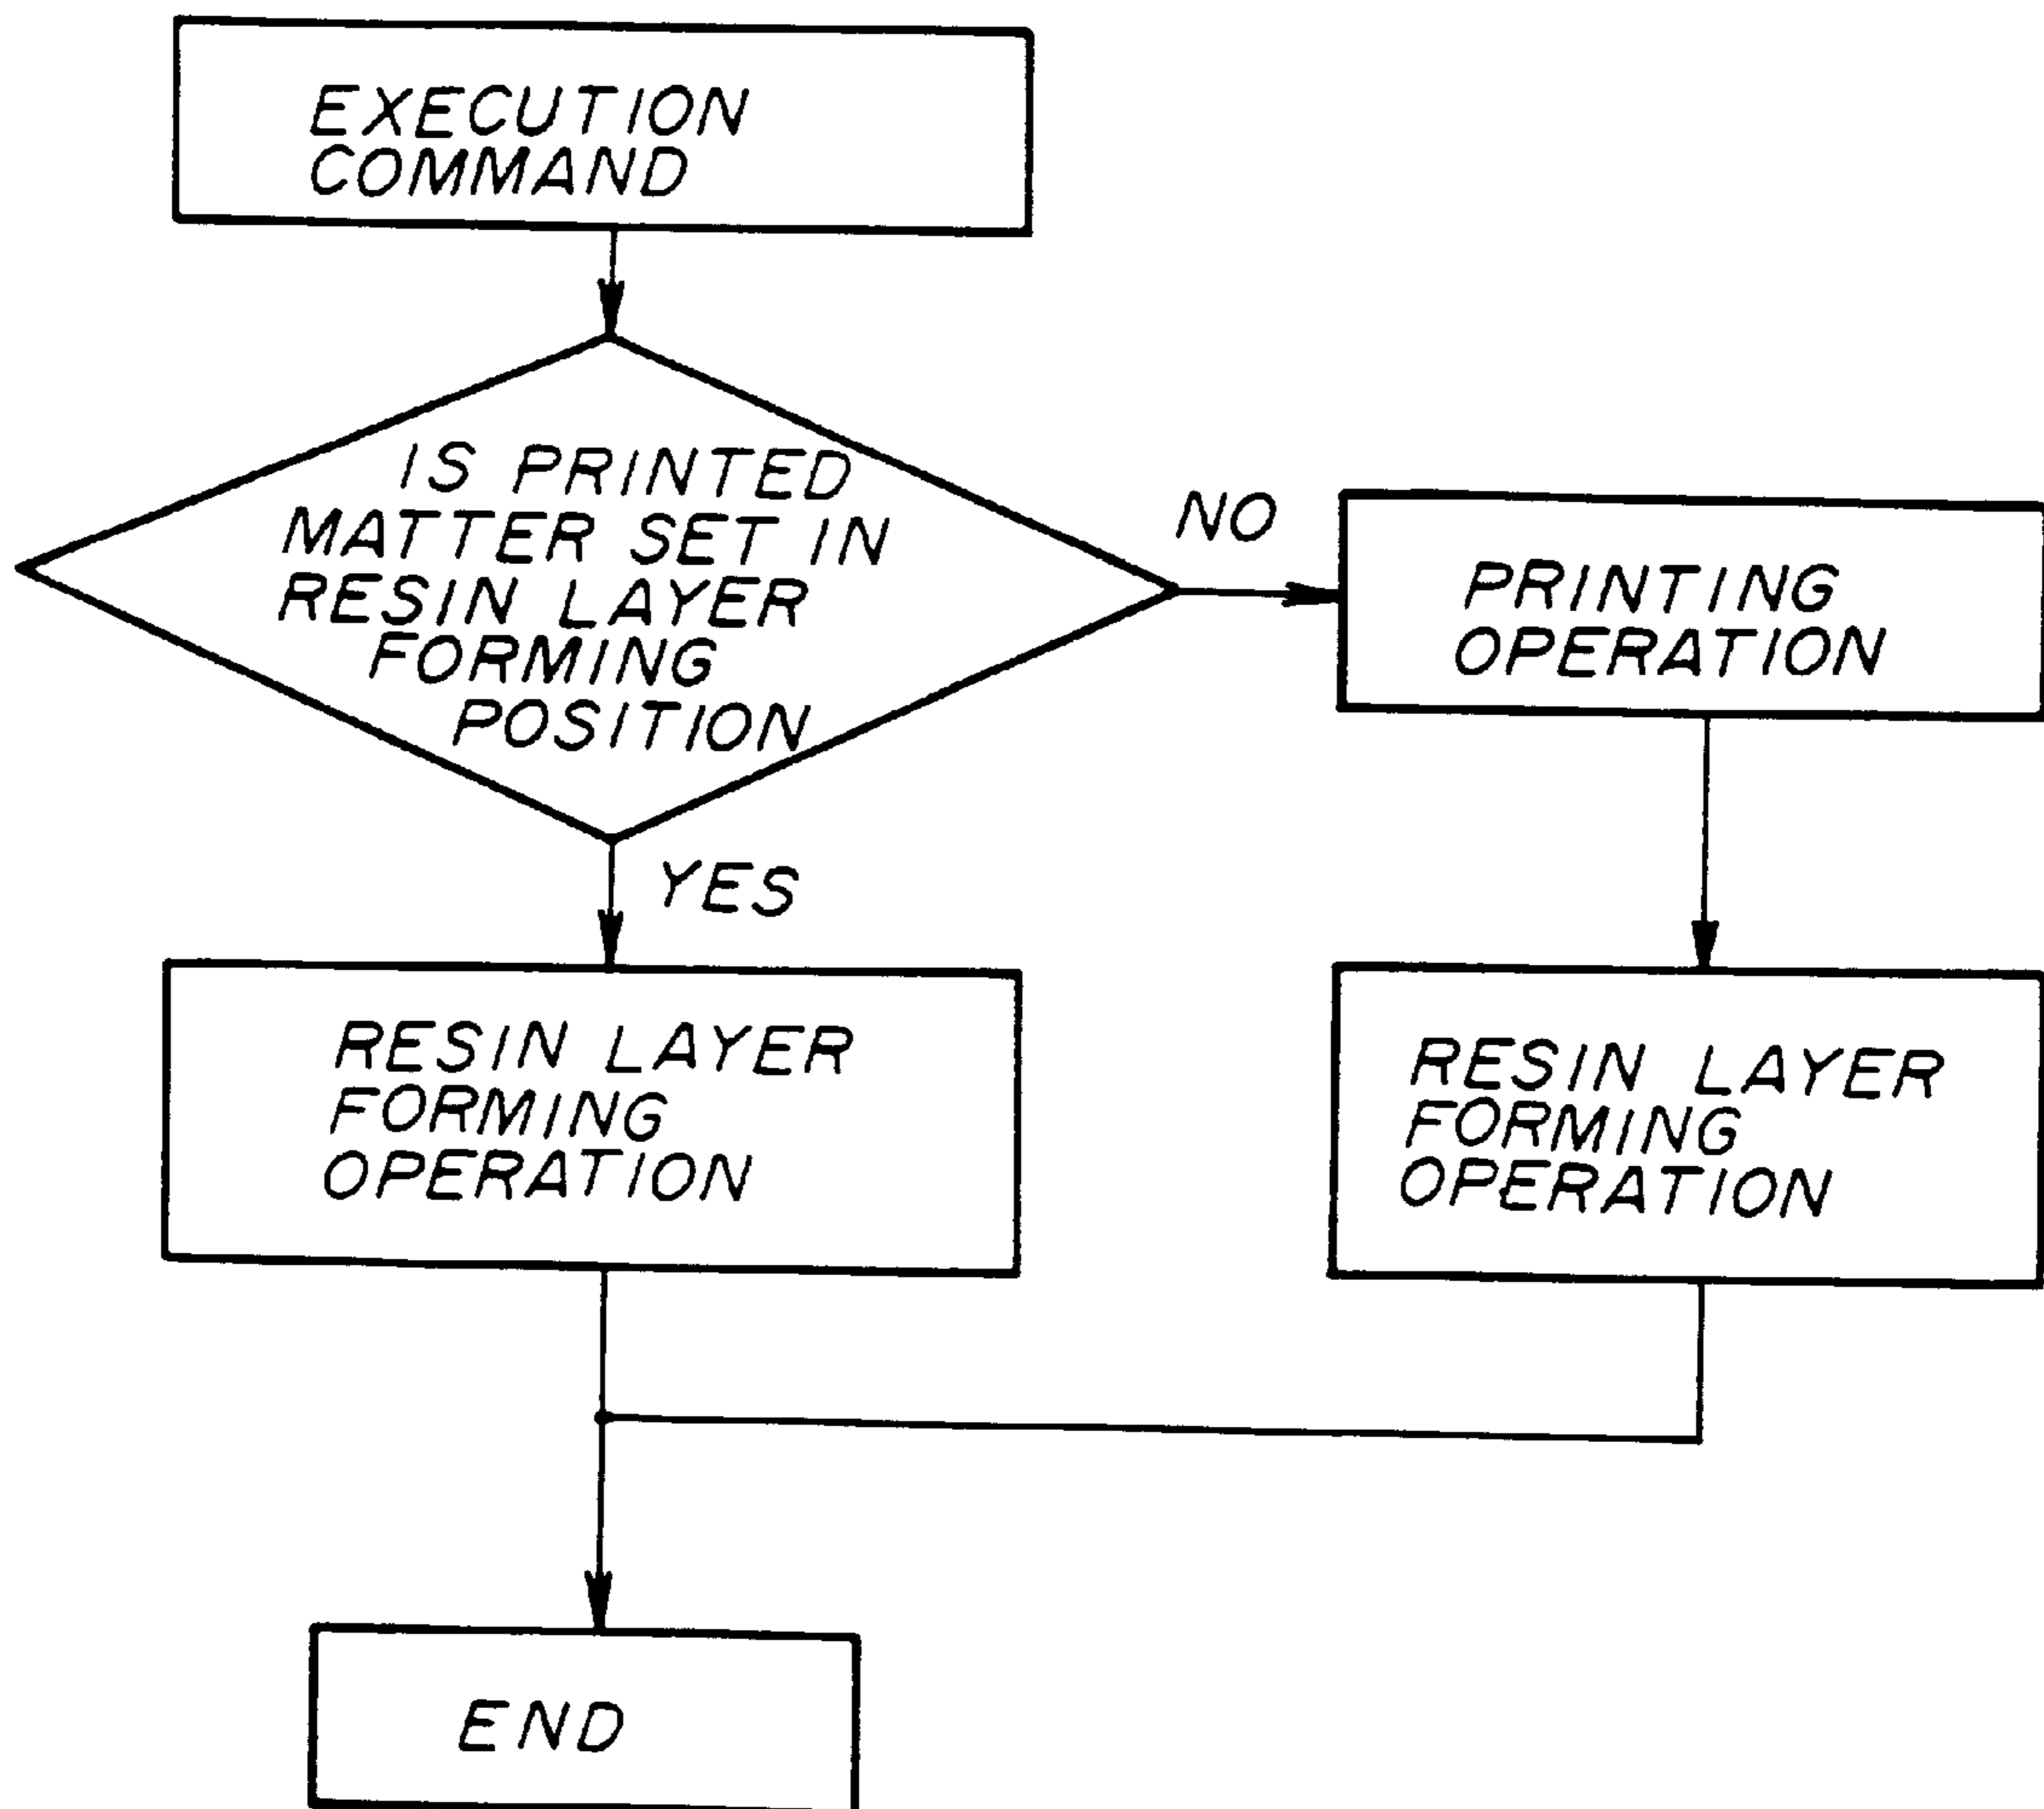 EXECUTION
COMMAND
IS PRINTED
MATTER SET IN
RESIN LAYER
FORMING
POSITION
NO
PRINTING
OPERATION
YES
RESIN LAYER
FORMING
OPERATION
RESIN LAYER
FORMING
OPERATION
END